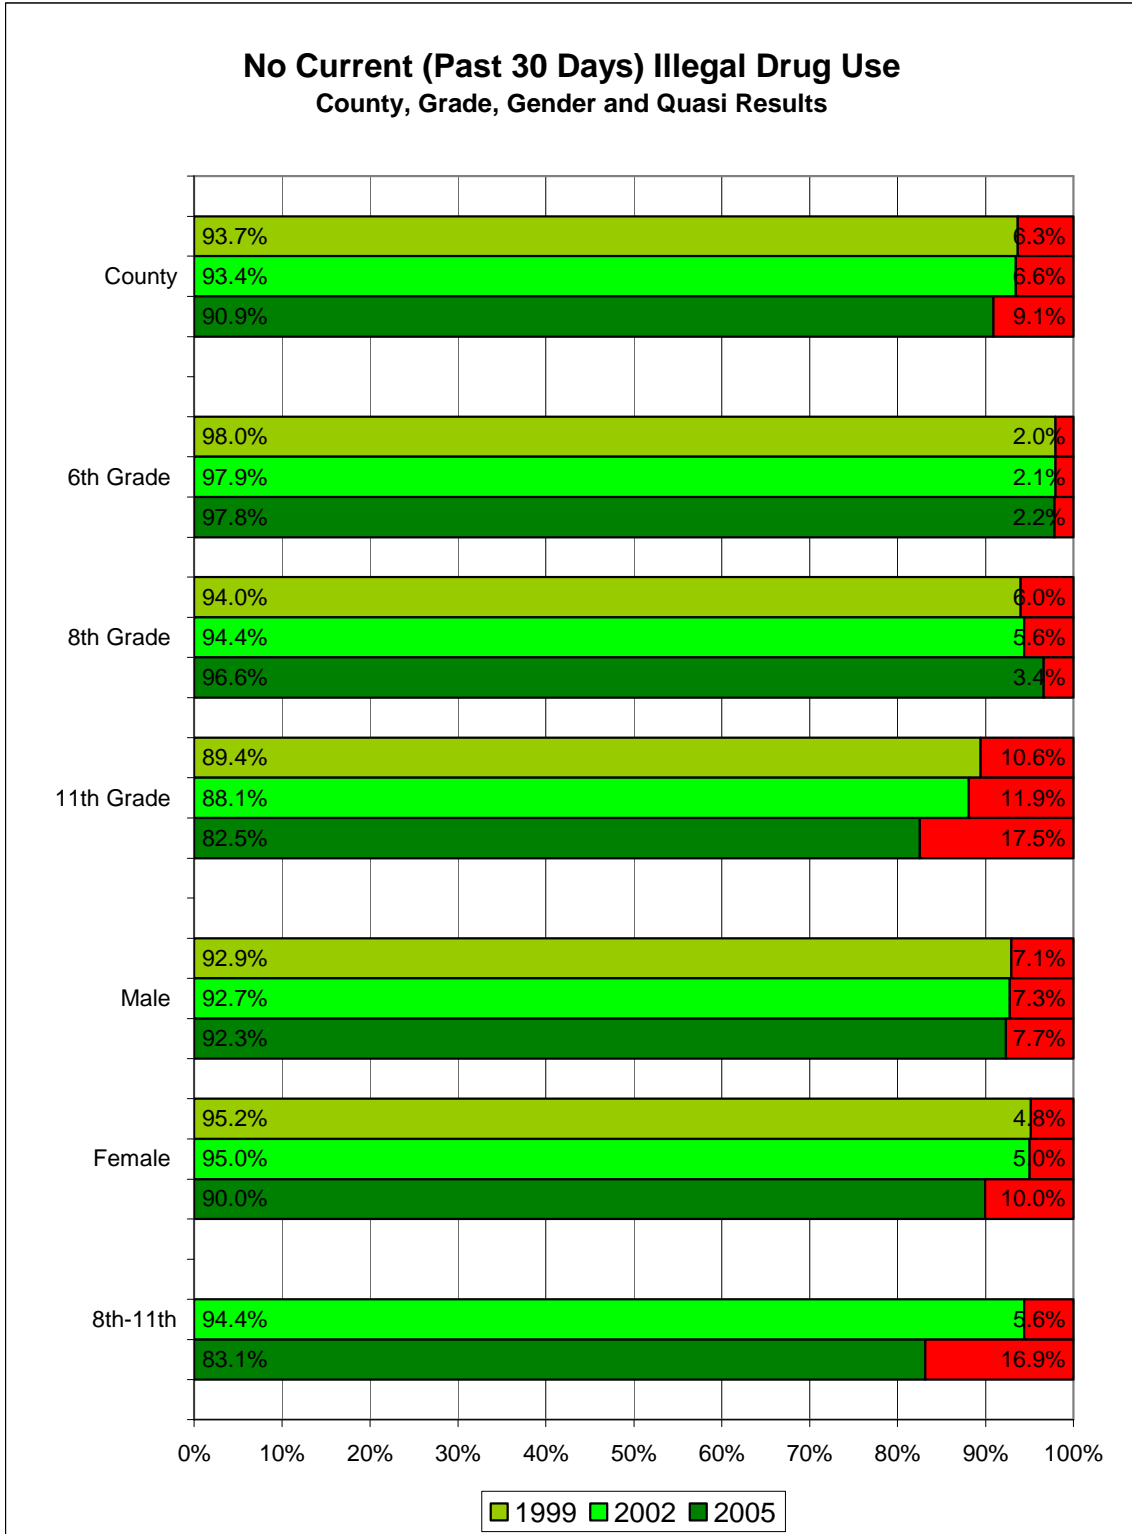 No Current (Past 30 Days) Illegal Drug Use
County, Grade, Gender and Quasi Results
93.7% 6.3%
County 93.4% 6.6%
90.9% 9.1%
98.0% 2.0%
6th Grade 97.9% 2.1%
97.8% 2.2%
94.0% 6.0%
8th Grade 94.4% 5.6%
96.6% 3.4%
89.4% 10.6%
11th Grade 88.1% 11.9%
82.5% 17.5%
92.9% 7.1%
Male 92.7% 7.3%
92.3% 7.7%
95.2% 4.8%
Female 95.0% 5.0%
90.0% 10.0%
8th-11th 94.4% 5.6%
83.1% 16.9%
0% 10% 20% 30% 40% 50% 60% 70% 80% 90% 100%
1999 2002 2005